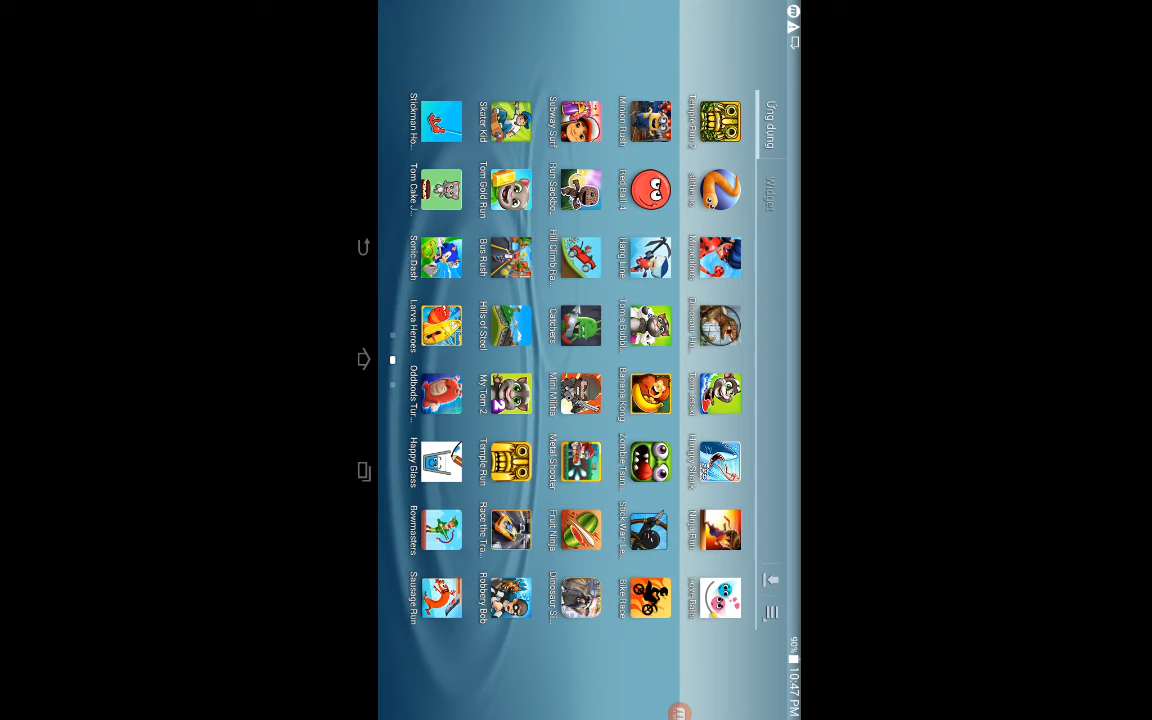 90% 10:47 PM
Ứng dụng Widget
Temple Run 2 slither.io Miraculous Dinosaur Hu... Tom Jetski Hungry Shark Ninja Run Love Balls
Minion Rush Red Ball 4 Hang Line Tom's Bubbl... Banana Kong Zombie Tsun... Stick War: Le... Bike Race
Subway Surf Run Sackbo... Hill Climb Ra... Catchers Mini Militia Metal Shooter Fruit Ninja Dinosaur Si...
Skater Kid Tom Gold Run Bus Rush Hills of Steel My Tom 2 Temple Run Race the Tra... Robbery Bob
Stickman Ho... Tom Cake J... Sonic Dash Larva Heroes Oddbods Tur... Happy Glass Bowmasters Sausage Run